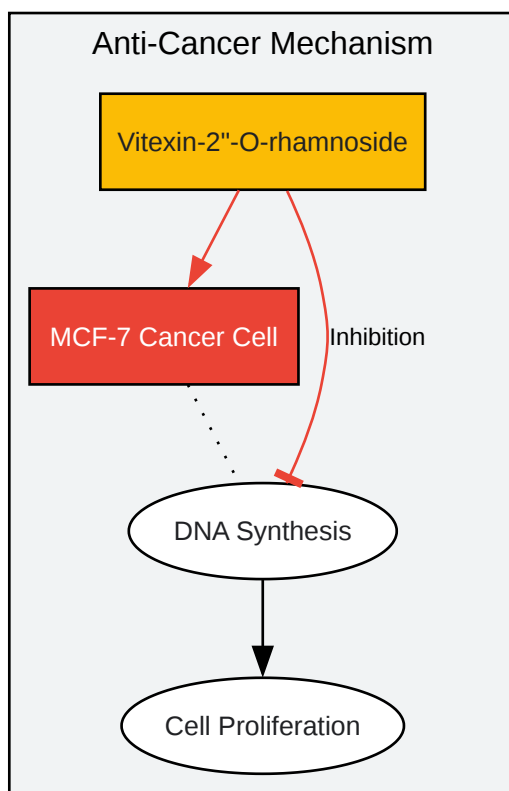 Anti-Cancer Mechanism
Vitexin-2"-O-rhamnoside
MCF-7 Cancer Cell
Inhibition
DNA Synthesis
Cell Proliferation